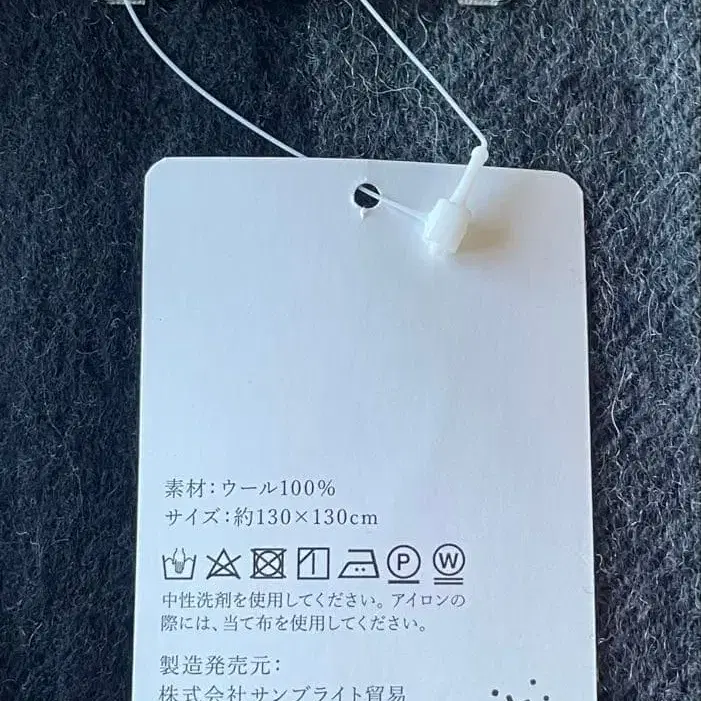 素材：ウール100％
サイズ：約130×130cm
P W
中性洗剤を使用してください。アイロンの
際には、当て布を使用してください。
製造発売元：
株式会社サンブライト貿易